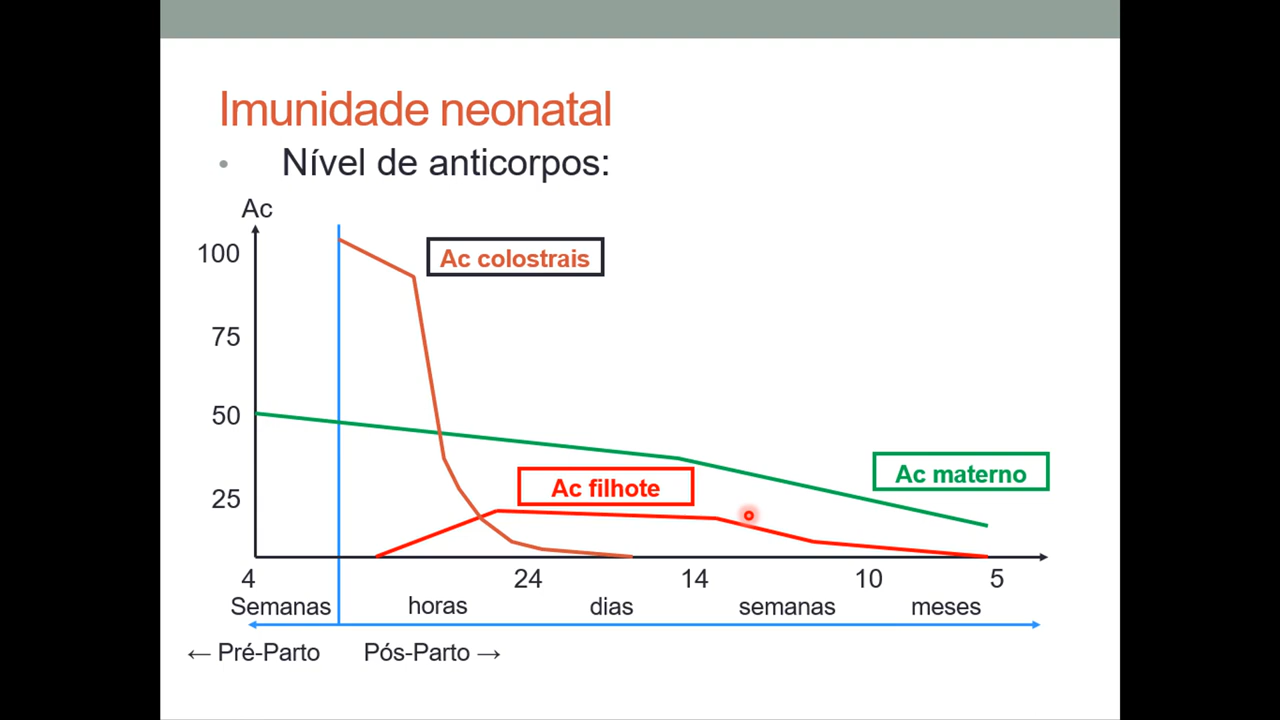 Imunidade neonatal
• Nível de anticorpos:
Ac
100
75
50
25
Ac colostrais
Ac filhote
Ac materno
4 24 14 10 5
Semanas horas dias semanas meses
← Pré-Parto Pós-Parto →